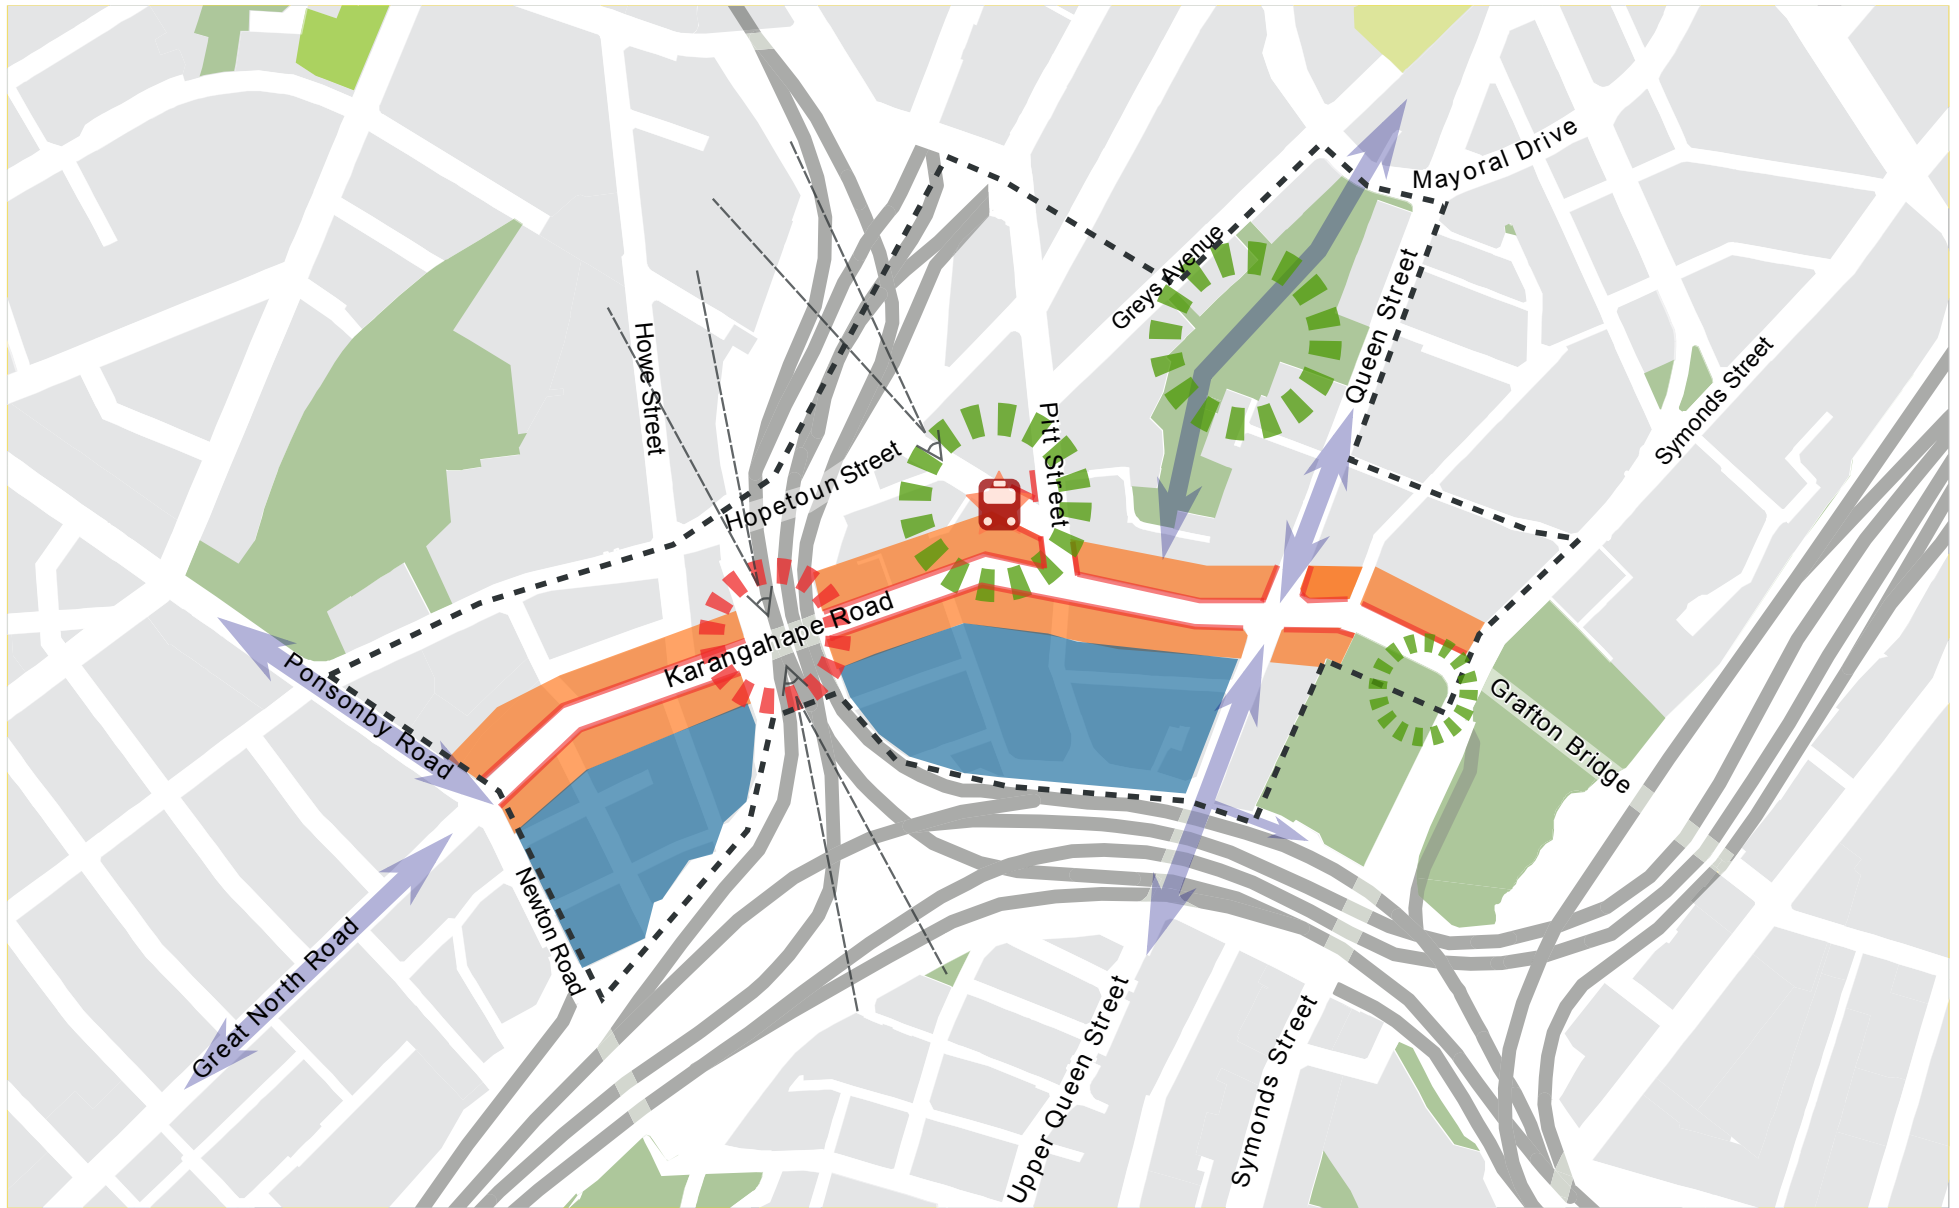 Mayoral Drive
Greys Avenue
Queen Street
Howe Street
Symonds Street
Pitt Street
Hopetoun Street
Karangahape Road
Ponsonby Road
Grafton Bridge
Newton Road
Great North Road
Upper Queen Street
Symonds Street